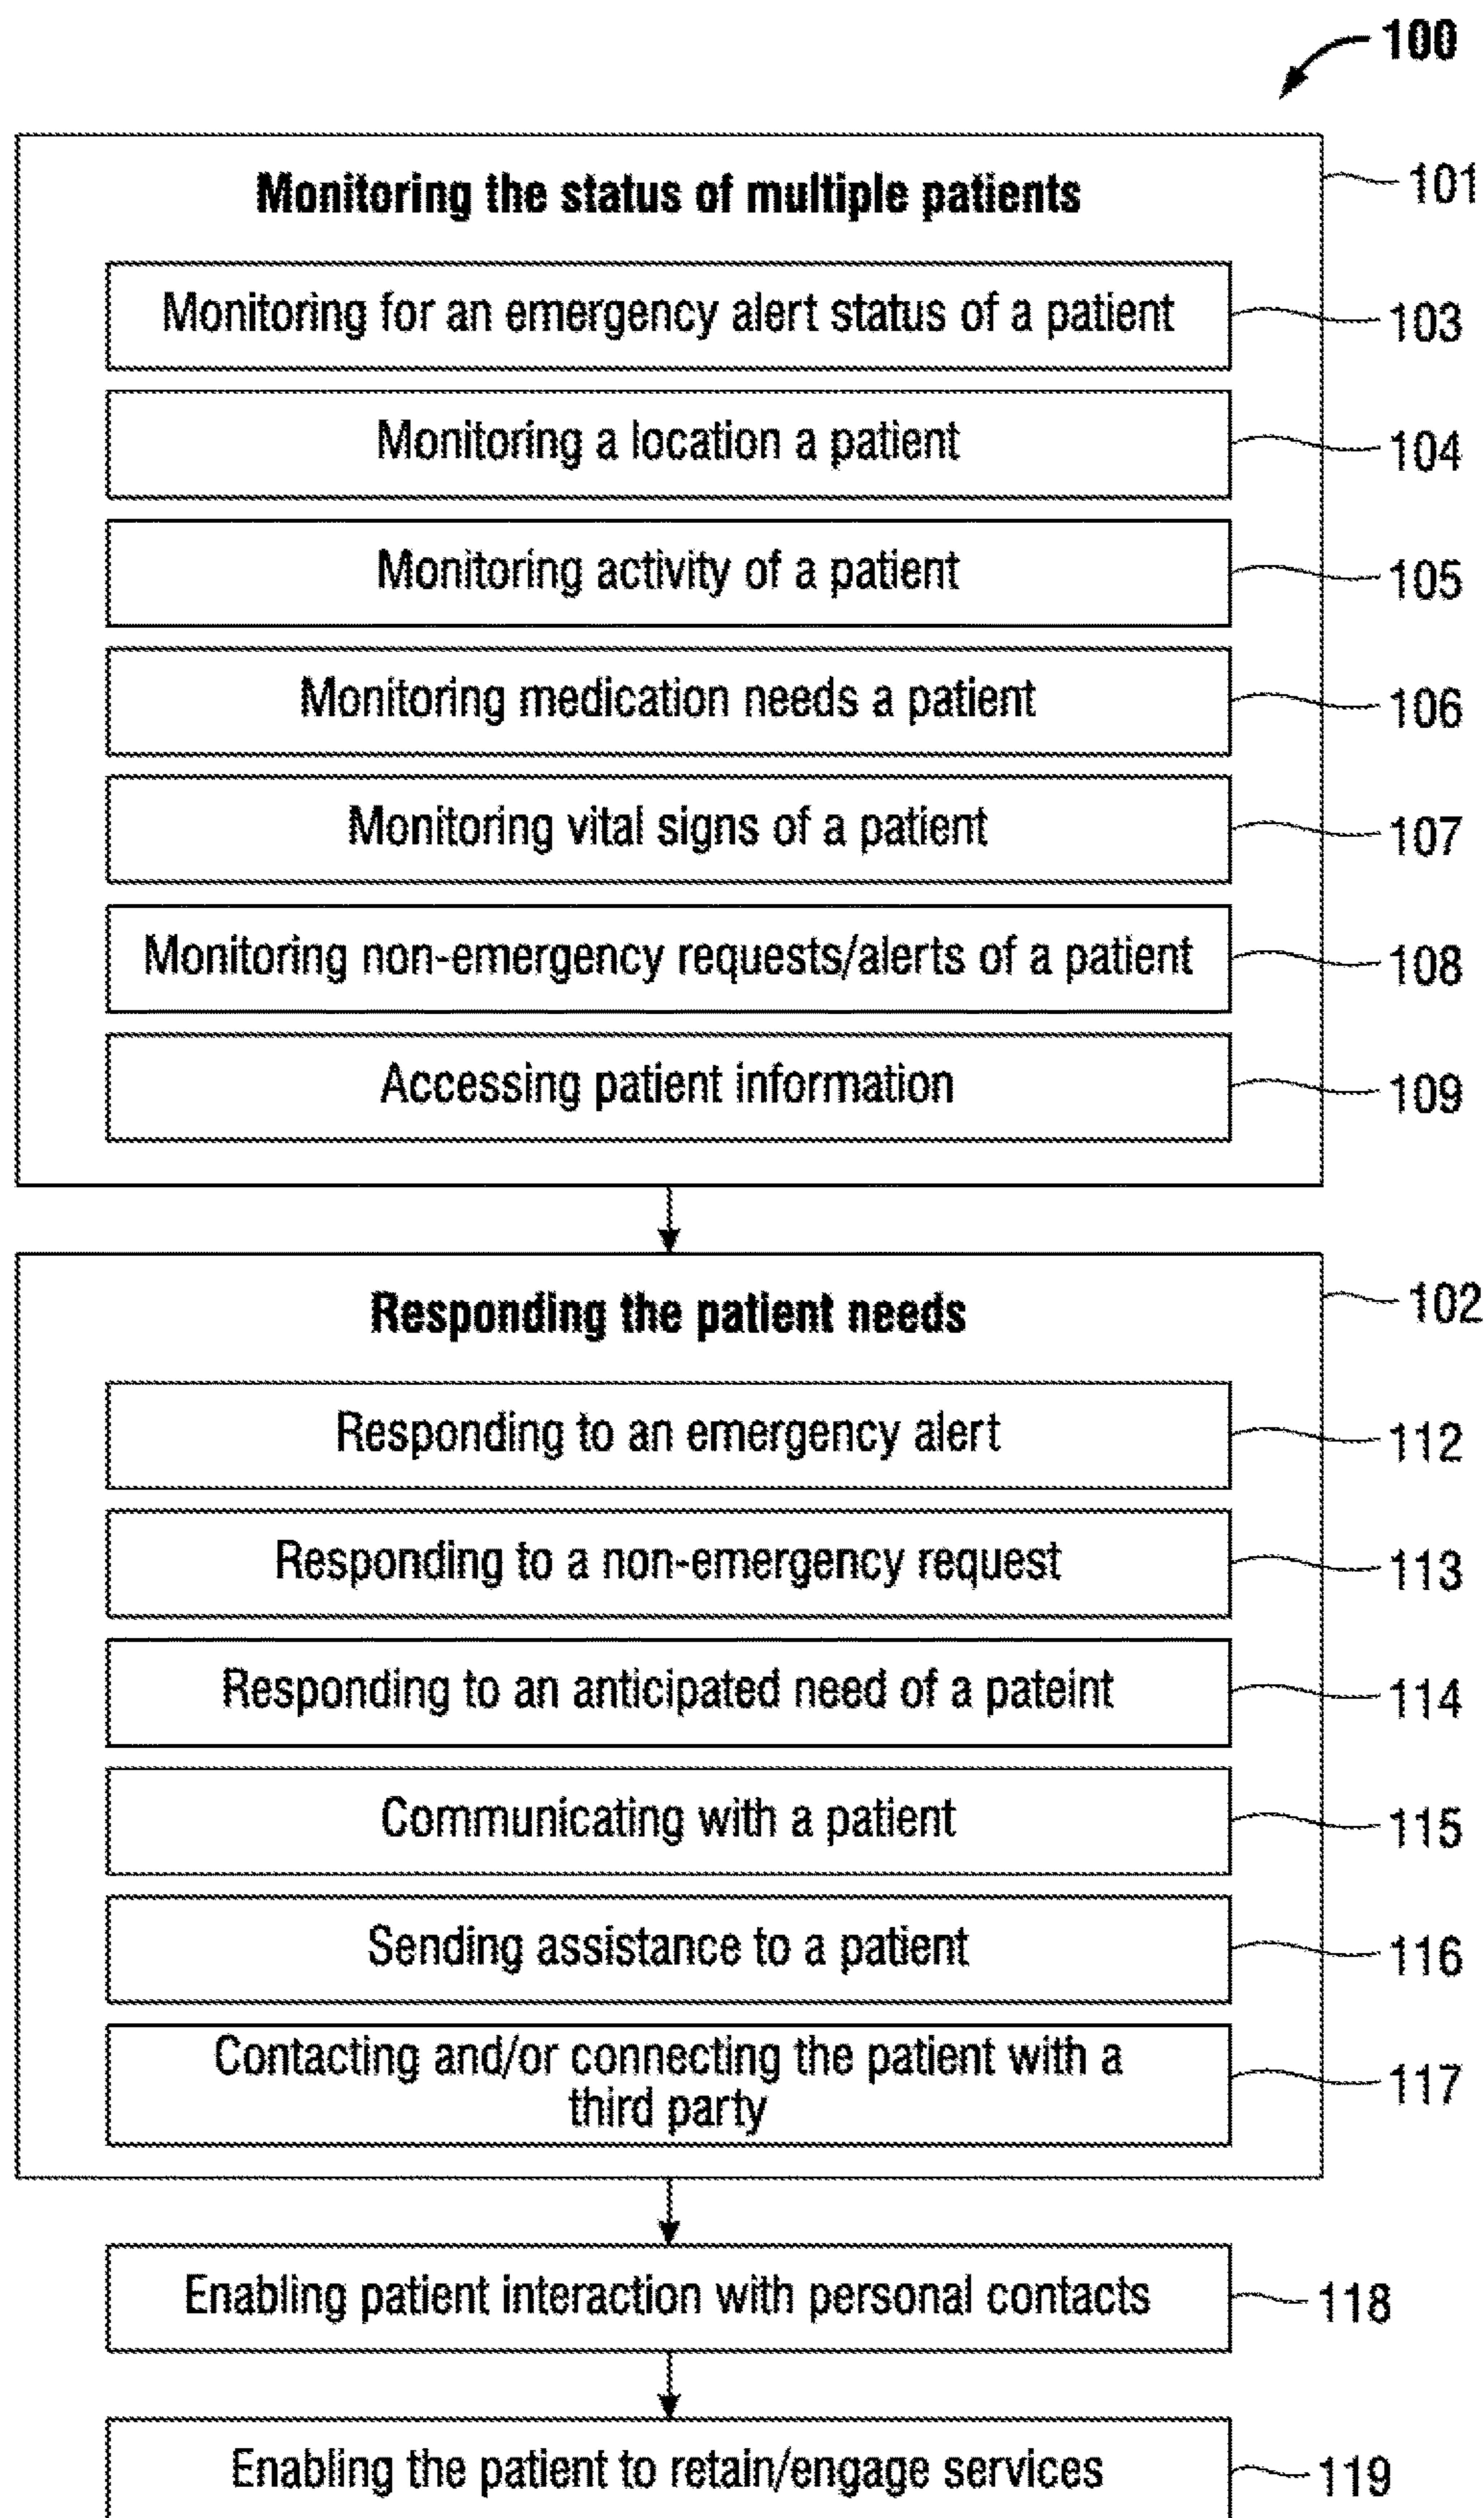 100
Monitoring the status of multiple patients
101
Monitoring for an emergency alert status of a patient
103
Monitoring a location a patient
104
Monitoring activity of a patient
105
Monitoring medication needs a patient
106
Monitoring vital signs of a patient
107
Monitoring non-emergency requests/alerts of a patient
108
Accessing patient information
109
Responding the patient needs
102
Responding to an emergency alert
112
Responding to a non-emergency request
113
Responding to an anticipated need of a pateint
114
Communicating with a patient
115
Sending assistance to a patient
116
Contacting and/or connecting the patient with a
third party
117
Enabling patient interaction with personal contacts
118
Enabling the patient to retain/engage services
119